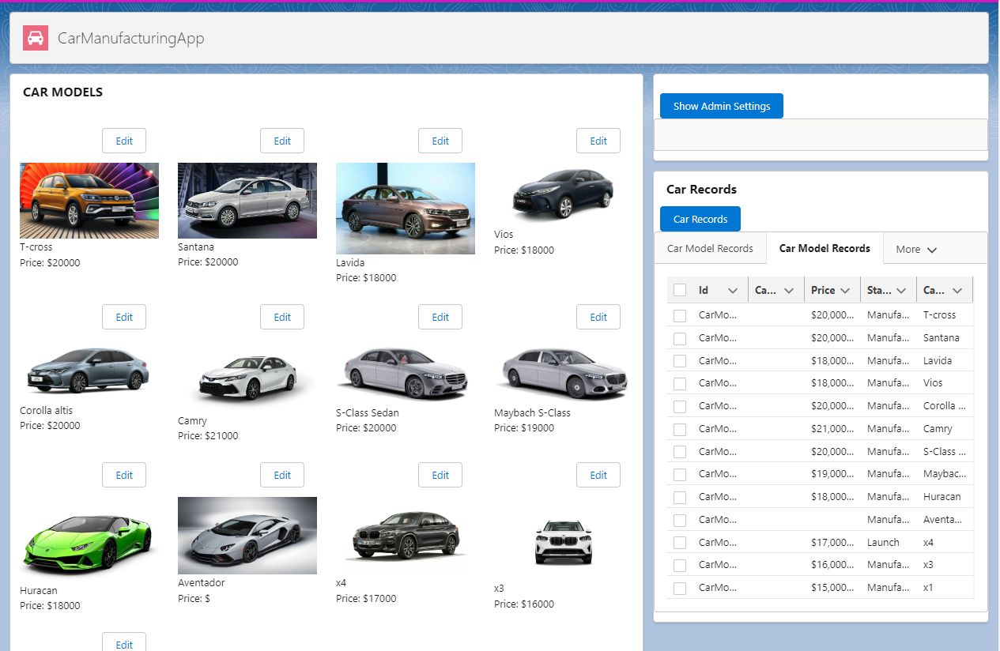 CarManufacturingApp
CAR MODELS
Edit Edit Edit Edit
T-cross
Price: $20000
Santana
Price: $20000
Lavida
Price: $18000
Vios
Price: $18000
Edit Edit Edit Edit
Corolla altis
Price: $20000
Camry
Price: $21000
S-Class Sedan
Price: $20000
Maybach S-Class
Price: $19000
Edit Edit Edit Edit
Huracan
Price: $18000
Aventador
Price: $
x4
Price: $17000
x3
Price: $16000
Edit
Show Admin Settings
Car Records
Car Records
Car Model Records Car Model Records More
Id Ca... Price Sta... Ca...
CarMo... $20,000... Manufa... T-cross
CarMo... $20,000... Manufa... Santana
CarMo... $18,000... Manufa... Lavida
CarMo... $18,000... Manufa... Vios
CarMo... $20,000... Manufa... Corolla ...
CarMo... $21,000... Manufa... Camry
CarMo... $20,000... Manufa... S-Class ...
CarMo... $19,000... Manufa... Maybac...
CarMo... $18,000... Manufa... Huracan
CarMo... Manufa... Aventa...
CarMo... $17,000... Launch x4
CarMo... $16,000... Manufa... x3
CarMo... $15,000... Manufa... x1